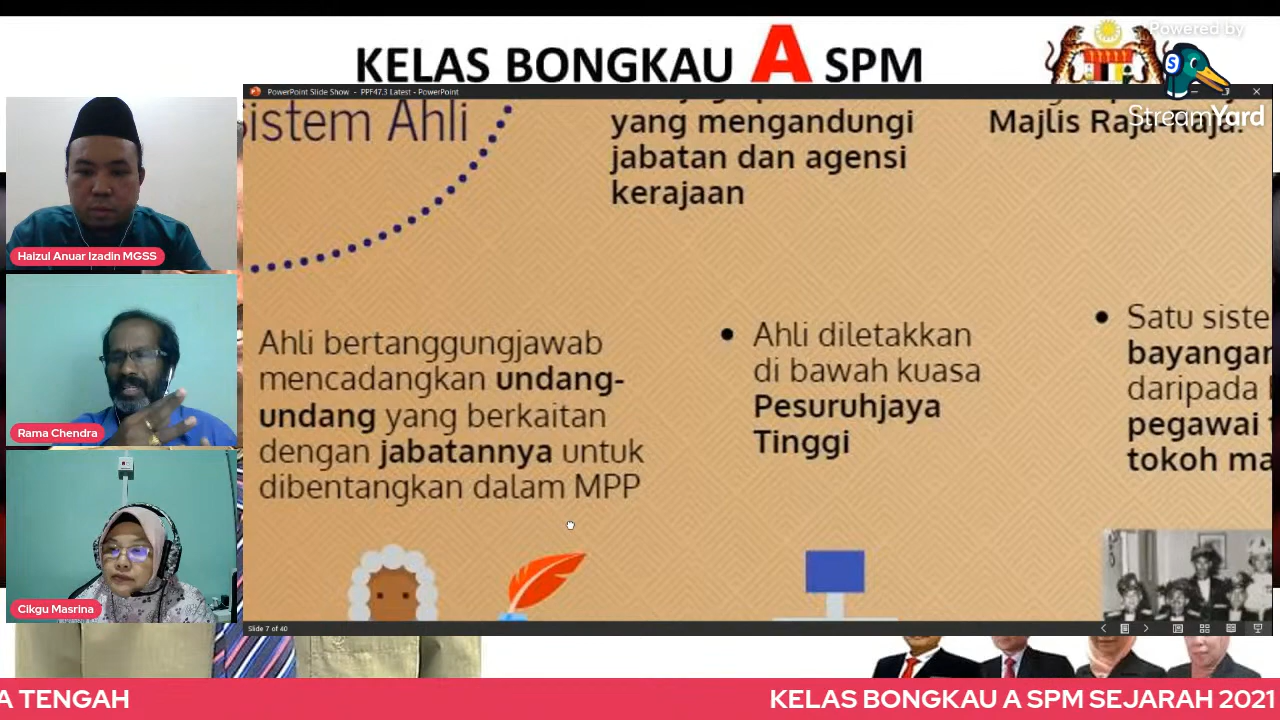 KELAS BONGKAU A SPM
Powered by
StreamYard
PowerPoint Slide Show - PPF47.3 Latest - PowerPoint
Sistem Ahli
yang mengandungi
jabatan dan agensi
kerajaan
Majlis Raja-Raja.
Haizul Anuar Izadin MGSS
Rama Chendra
Cikgu Masrina
Ahli bertanggungjawab
mencadangkan undang-
undang yang berkaitan
dengan jabatannya untuk
dibentangkan dalam MPP
• Ahli diletakkan
di bawah kuasa
Pesuruhjaya
Tinggi
• Satu siste
bayangan
daripada
pegawai
tokoh ma
Slide 7 of 40
A TENGAH
KELAS BONGKAU A SPM SEJARAH 2021